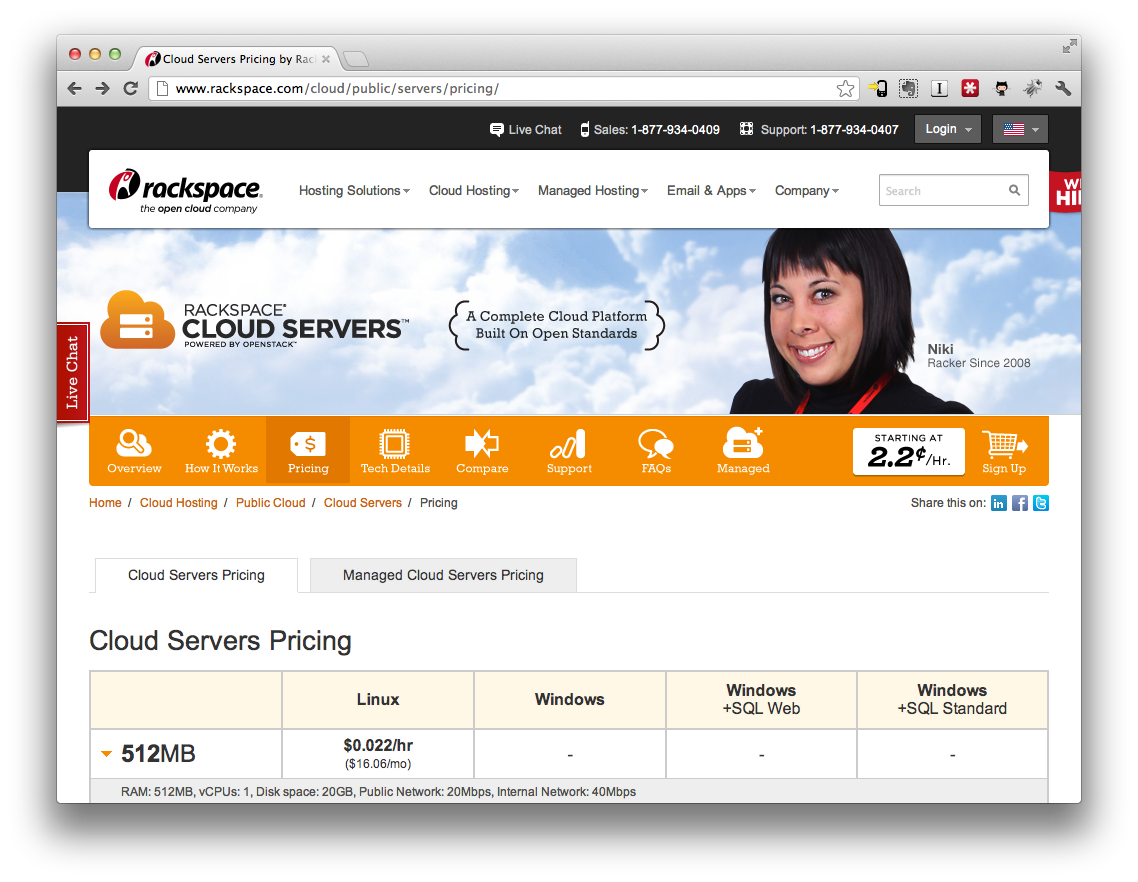 Cloud Servers Pricing by Rac
www.rackspace.com/cloud/public/servers/pricing/
Live Chat Sales: 1-877-934-0409 Support: 1-877-934-0407 Login
rackspace®
the open cloud company
Hosting Solutions Cloud Hosting Managed Hosting Email & Apps Company Search
HI
RACKSPACE®
CLOUD SERVERS™
POWERED BY OPENSTACK™
A Complete Cloud Platform
Built On Open Standards
Niki
Racker Since 2008
Live Chat
Overview How It Works Pricing Tech Details Compare Support FAQs Managed
STARTING AT
2.2¢/Hr.
Sign Up
Home / Cloud Hosting / Public Cloud / Cloud Servers / Pricing
Share this on:
Cloud Servers Pricing Managed Cloud Servers Pricing
Cloud Servers Pricing
Linux Windows Windows +SQL Web Windows +SQL Standard
512MB $0.022/hr - - -
($16.06/mo)
RAM: 512MB, vCPUs: 1, Disk space: 20GB, Public Network: 20Mbps, Internal Network: 40Mbps